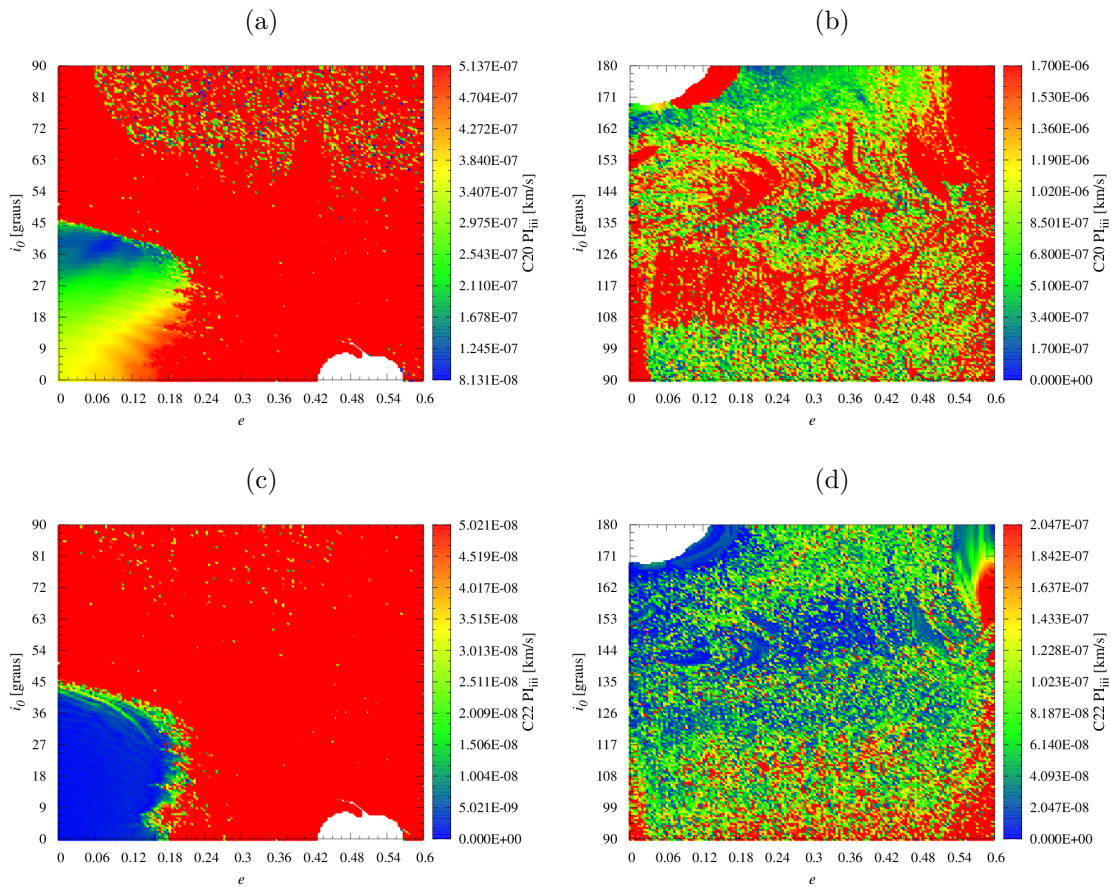 (a)
(b)
90
81
72
63
54
45
36
27
18
9
0
i0 [graus]
0 0.06 0.12 0.18 0.24 0.3 0.36 0.42 0.48 0.54 0.6
e
5.137E-07
4.704E-07
4.272E-07
3.840E-07
3.407E-07
2.975E-07
2.543E-07
2.110E-07
1.678E-07
1.245E-07
8.131E-08
C20 PIiii [km/s]
180
171
162
153
144
135
126
117
108
99
90
i0 [graus]
0 0.06 0.12 0.18 0.24 0.3 0.36 0.42 0.48 0.54 0.6
e
1.700E-06
1.530E-06
1.360E-06
1.190E-06
1.020E-06
8.501E-07
6.800E-07
5.100E-07
3.400E-07
1.700E-07
0.000E+00
C20 PIiii [km/s]
(c)
(d)
90
81
72
63
54
45
36
27
18
9
0
i0 [graus]
0 0.06 0.12 0.18 0.24 0.3 0.36 0.42 0.48 0.54 0.6
e
5.021E-08
4.519E-08
4.017E-08
3.515E-08
3.013E-08
2.511E-08
2.009E-08
1.506E-08
1.004E-08
5.021E-09
0.000E+00
C22 PIiii [km/s]
180
171
162
153
144
135
126
117
108
99
90
i0 [graus]
0 0.06 0.12 0.18 0.24 0.3 0.36 0.42 0.48 0.54 0.6
e
2.047E-07
1.842E-07
1.637E-07
1.433E-07
1.228E-07
1.023E-07
8.187E-08
6.140E-08
4.093E-08
2.047E-08
0.000E+00
C22 PIiii [km/s]